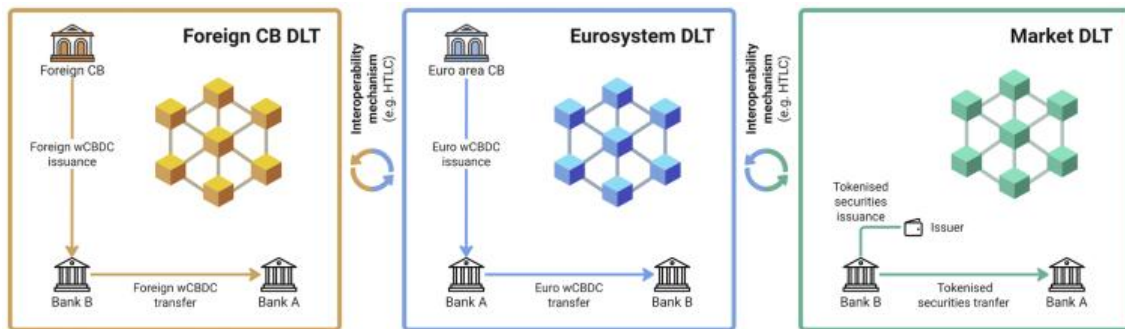 Foreign CB DLT
Foreign CB
Foreign wCBDC
issuance
Bank B
Foreign wCBDC
transfer
Bank A
Interoperability
mechanism
(e.g. HTLC)
Eurosystem DLT
Euro area CB
Euro wCBDC
issuance
Bank A
Euro wCBDC
transfer
Bank B
Interoperability
mechanism
(e.g. HTLC)
Market DLT
Tokenised
securities
issuance
Issuer
Bank B
Tokenised
securities tranfer
Bank A